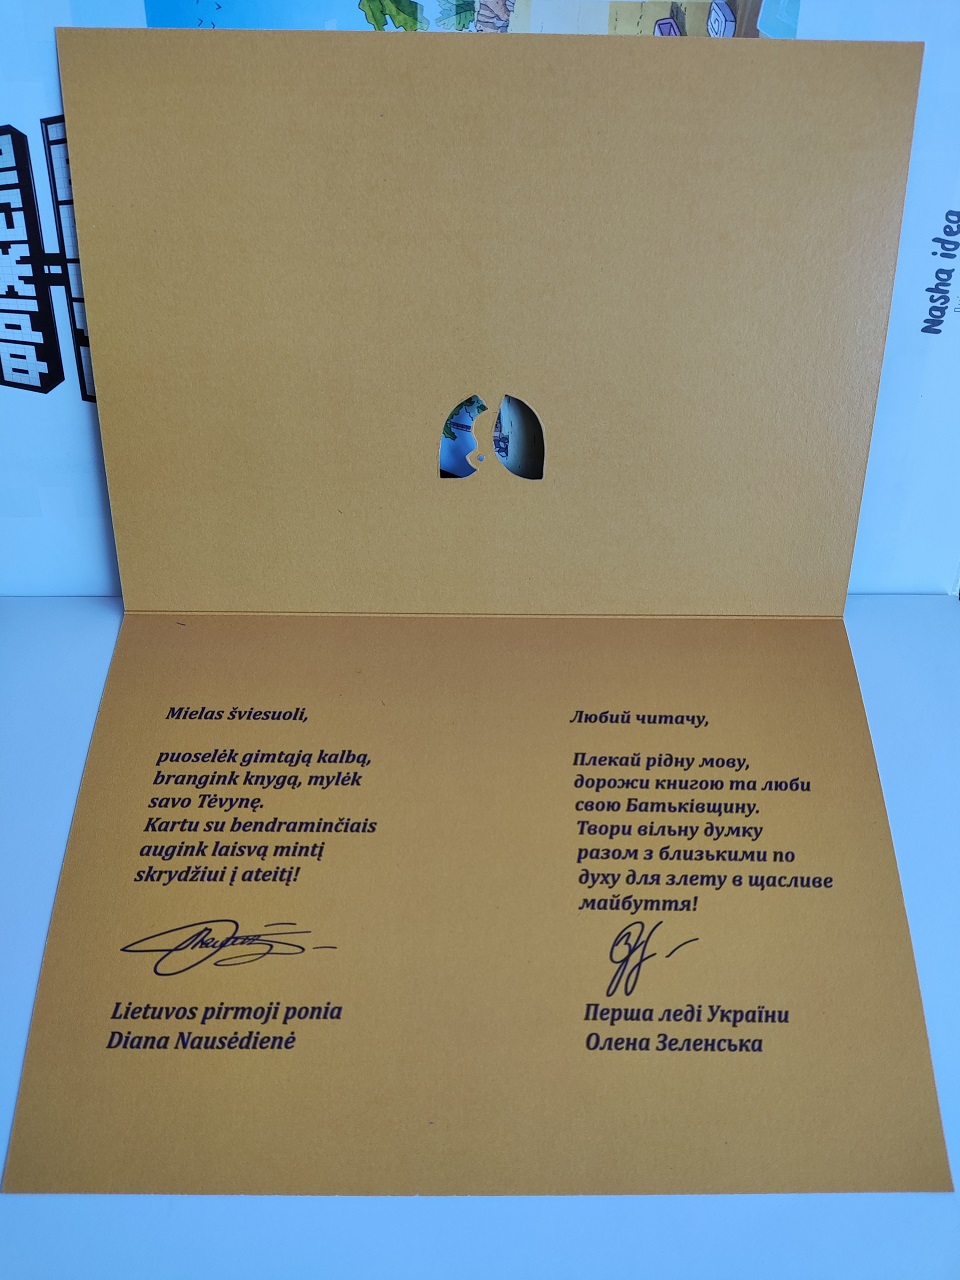 Nasha idea
Mielas šviesuoli,
puoselėk gimtąją kalbą,
brangink knygą, mylėk
savo Tėvynę.
Kartu su bendraminčiais
augink laisvą mintį
skrydžiui į ateitį!
Lietuvos pirmoji ponia
Diana Nausėdienė
Любий читачу,
Плекай рідну мову,
дорожи книгою та люби
свою Батьківщину.
Твори вільну думку
разом з близькими по
духу для злету в щасливе
майбуття!
Перша леді України
Олена Зеленська